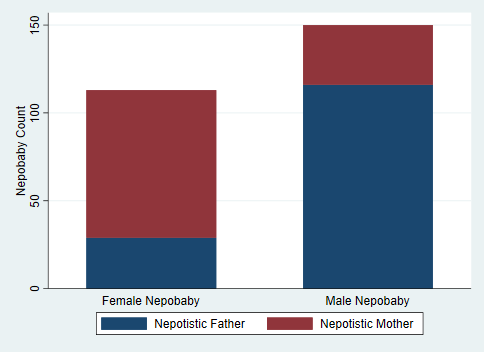 Nepobaby Count
150
100
50
0
Female Nepobaby
Male Nepobaby
Nepotistic Father
Nepotistic Mother